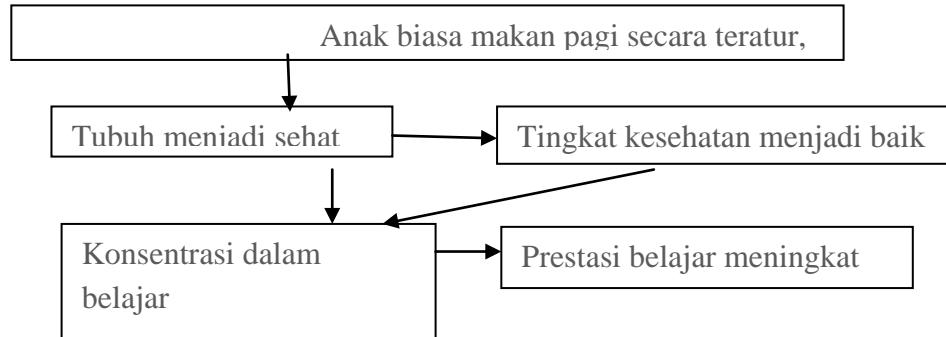 Anak biasa makan pagi secara teratur,
Tubuh menjadi sehat
Tingkat kesehatan menjadi baik
Konsentrasi dalam
belajar
Prestasi belajar meningkat